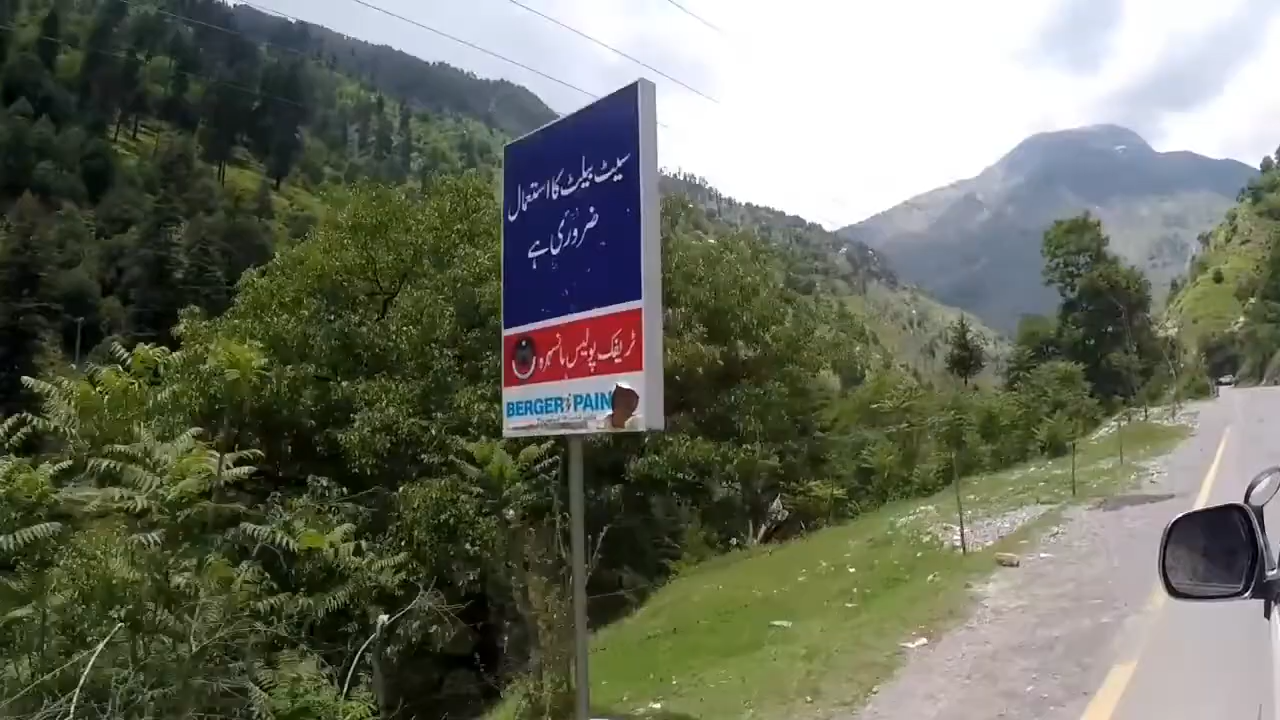 سیٹ بیلٹ کا استعمال
ضروری ہے
ٹریفک پولیس مانسہرہ
BERGER PAIN